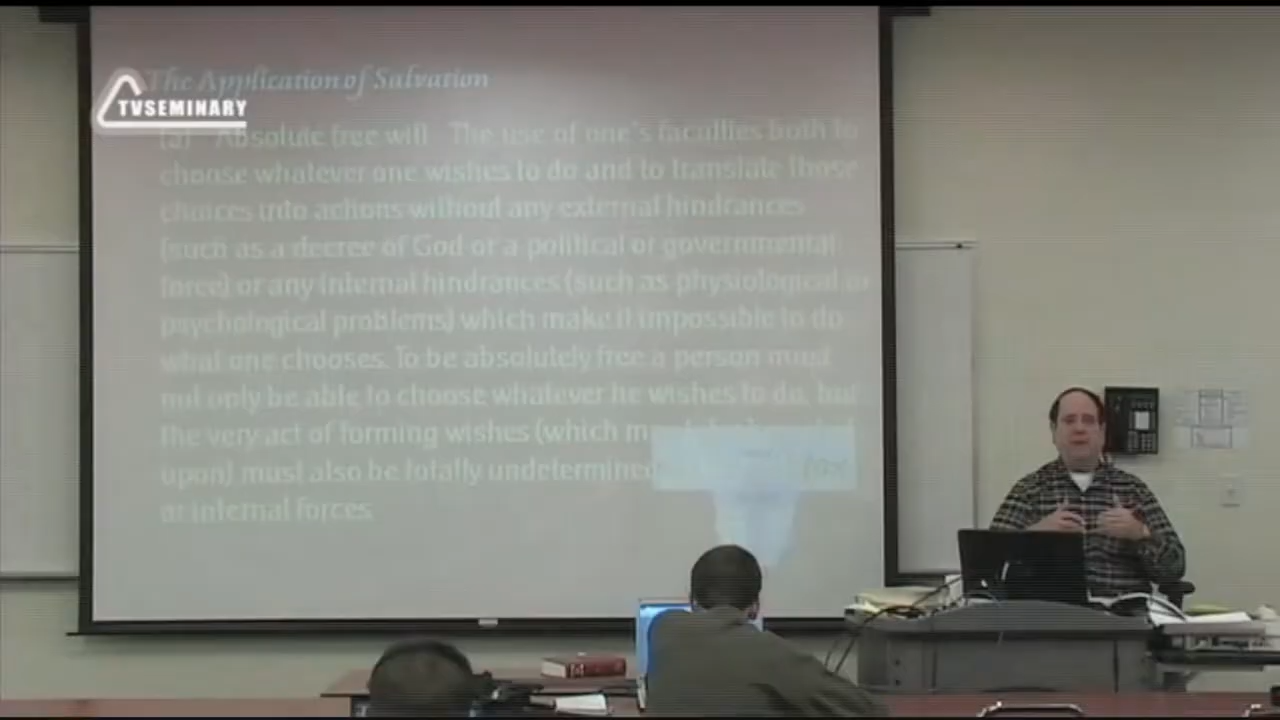 The Application of Salvation
TVSEMINARY
(a) Absolute free will The use of one's faculties both to
choose whatever one wishes to do and to translate those
choices into actions without any external hindrances
(such as a decree of God or a political or governmental
force) or any internal hindrances (such as physiological or
psychological problems) which make it impossible to do
what one chooses. To be absolutely free a person must
not only be able to choose whatever he wishes to do, but
the very act of forming wishes (which
upon) must also be totally undetermined
or internal forces